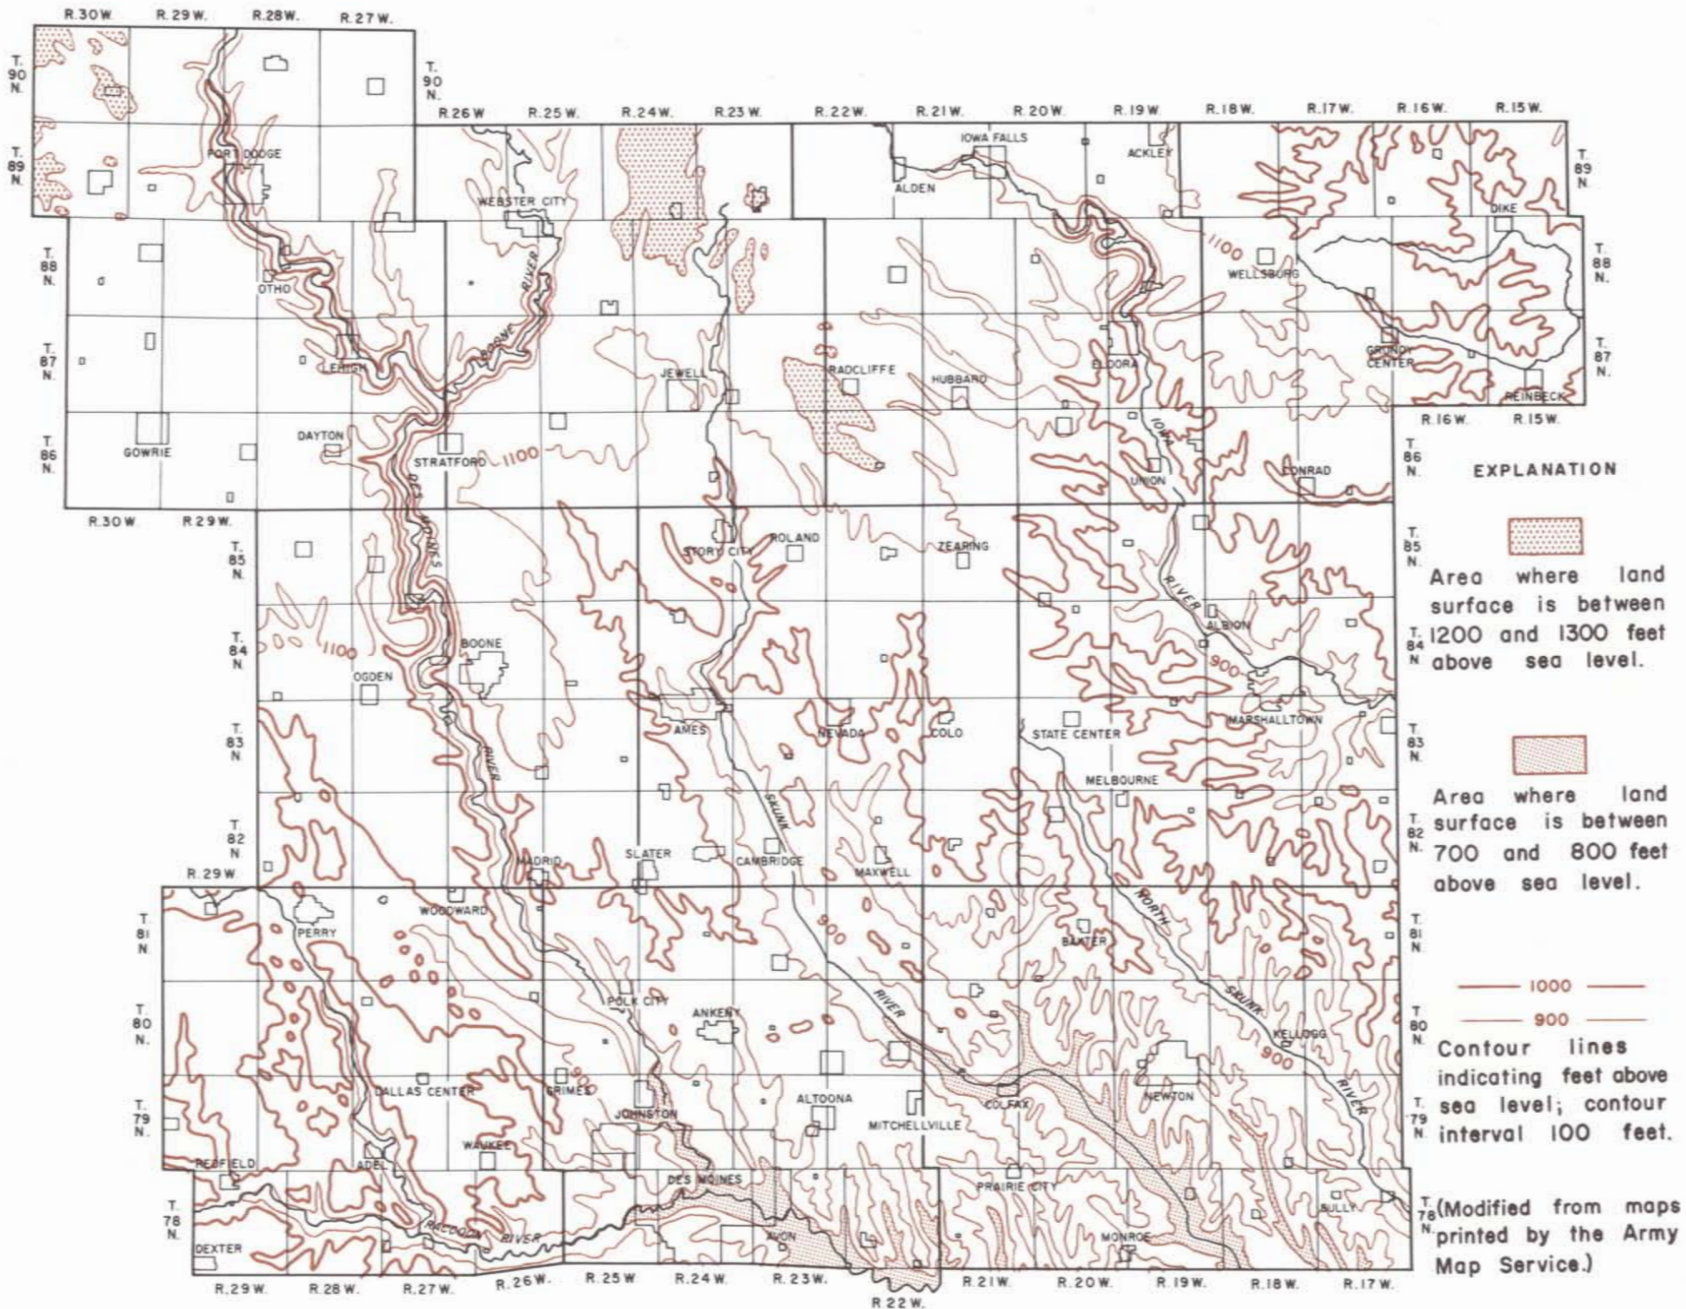 R.30W. R.29W. R.28W. R.27W.
T. 90 N.
T. 90 N.
R.26W R.25W. R.24W. R.23W. R.22W. R.21W. R.20W. R.19W. R.18W. R.17W. R.16W. R.15W.
T. 89 N.
FORT DODGE
WEBSTER CITY
ALDEN
IOWA FALLS
ACKLEY
DIKE
T. 89 N.
T. 88 N.
OTHO
RIVER
1100
WELLSBURG
T. 88 N.
T. 87 N.
LEHIGH
BOONE
JEWELL
RADCLIFFE
HUBBARD
ELDORA
GRUNDY CENTER
REINBECK
T. 87 N.
R.16W. R.15W.
T. 86 N.
GOWRIE
DAYTON
STRATFORD
1100
IOWA
UNION
CONRAD
T. 86 N.
R.30W. R.29W.
DES MOINES
T. 85 N.
STORY CITY
ROLAND
ZEARING
RIVER
T. 85 N.
T. 84 N.
1100
BOONE
OGDEN
ALBION
900
T. 84 N
T. 83 N
AMES
NEVADA
COLO
STATE CENTER
MARSHALLTOWN
RIVER
MELBOURNE
T. 83 N
T. 82 N
SKUNK
MADRID
SLATER
CAMBRIDGE
MAXWELL
T. 82 N
R.29W.
T. 81 N
PERRY
WOODWARD
900
BAXTER
NORTH
900
T. 81 N
T. 80 N.
POLK CITY
ANKENY
RIVER
SKUNK
KELLOGG
900
T. 80 N
T. 79 N.
DALLAS CENTER
900
GRIMES
JOHNSTON
ALTOONA
MITCHELLVILLE
COLFAX
NEWTON
RIVER
T. 79 N
REDFIELD
ADEL
WAUKEE
DES MOINES
PRAIRIE CITY
SULLY
T. 78 N.
DEXTER
RACCOON RIVER
AVON
MONROE
T. 78 N
R.29W. R.28W. R.27W. R.26W. R.25W. R.24W. R.23W. R.22W. R.21W. R.20W. R.19W. R.18W. R.17W.
EXPLANATION
Area where land
surface is between
1200 and 1300 feet
above sea level.
Area where land
surface is between
700 and 800 feet
above sea level.
1000
900
Contour lines
indicating feet above
sea level; contour
interval 100 feet.
(Modified from maps
printed by the Army
Map Service.)